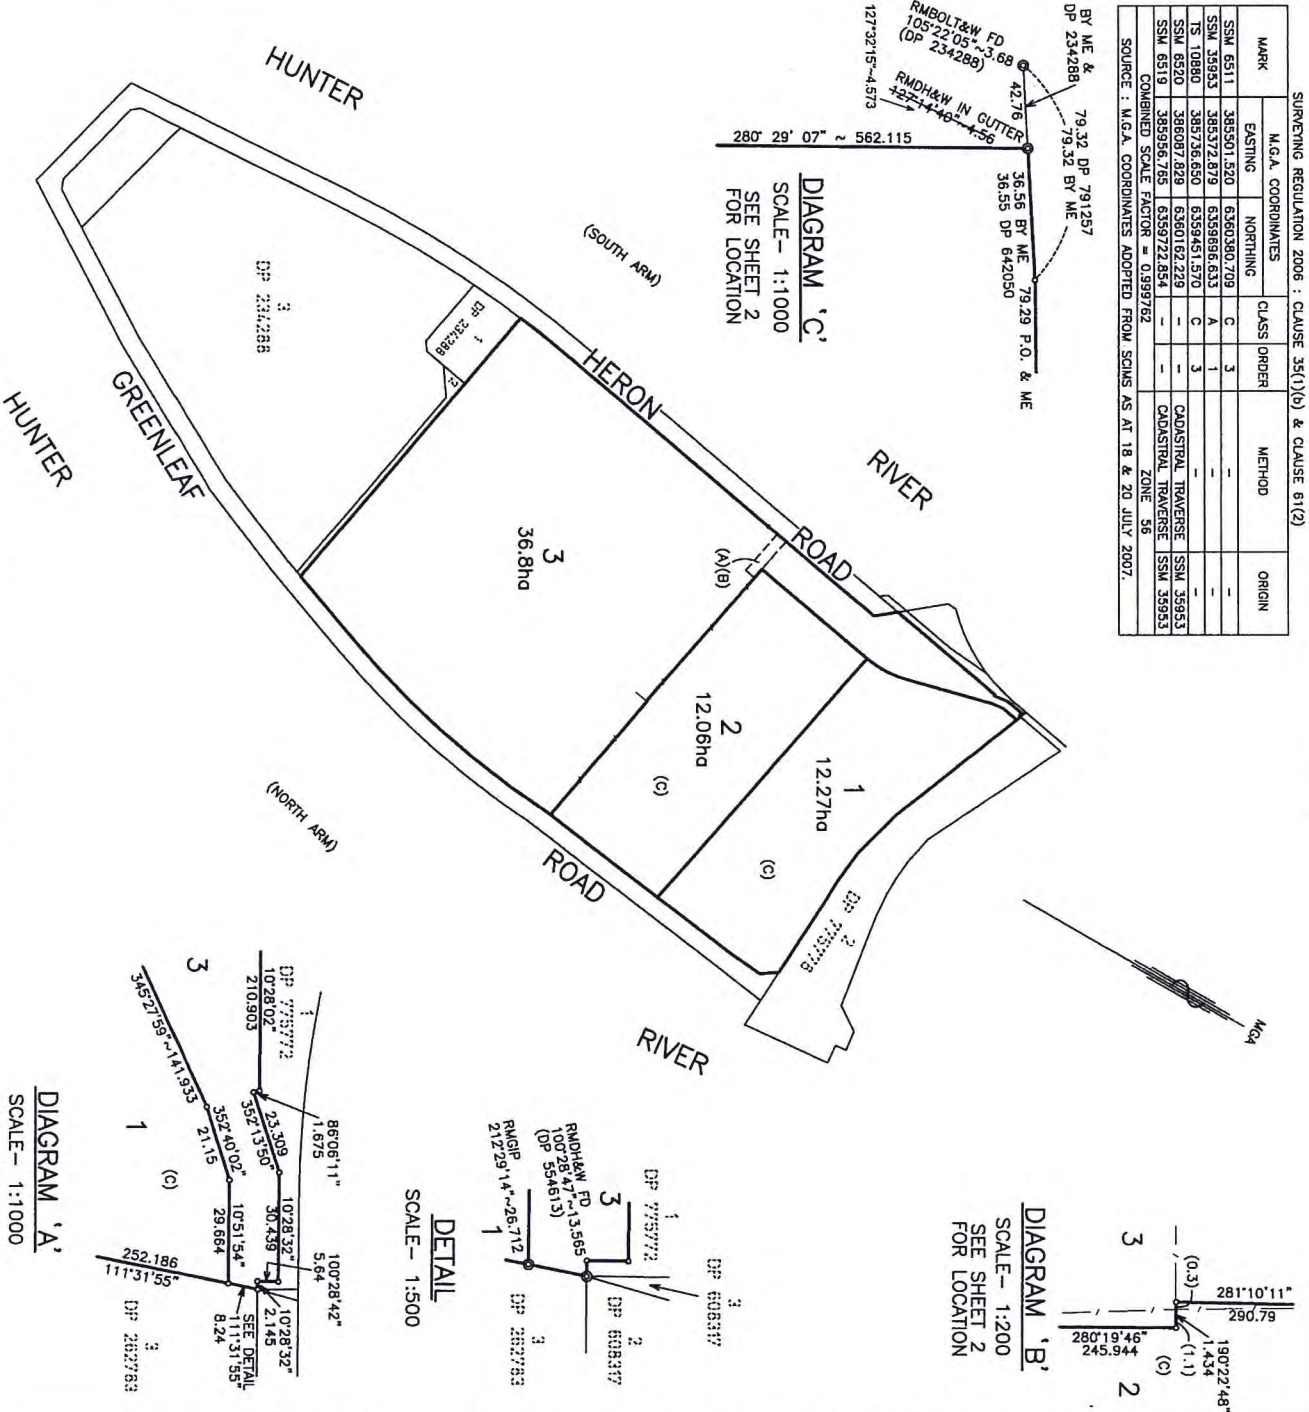 SURVEYING REGULATION 2006 : CLAUSE 35(1)(b) & CLAUSE 61(2)
MARK M.G.A. COORDINATES CLASS ORDER METHOD ORIGIN
EASTING NORTHING
SSM 6511 385501.520 6360380.709 C 3 - -
SSM 35953 385372.879 6359896.633 A 1 - -
TS 10880 385736.650 6359451.570 C 3 - -
SSM 6520 386087.829 6360162.229 - - CADASTRAL TRAVERSE SSM 35953
SSM 6519 385956.765 6359722.854 - - CADASTRAL TRAVERSE SSM 35953
COMBINED SCALE FACTOR = 0.999762 ZONE 56
SOURCE : M.G.A. COORDINATES ADOPTED FROM SCIMS AS AT 18 & 20 JULY 2007.
BY ME &
DP 234288
79.32 DP 791257
79.32 BY ME
RMBOLT&W FD
105°22'05"~3.68
(DP 234288)
42.76
36.56 BY ME
36.55 DP 642050
79.29 P.O. & ME
RMDH&W IN GUTTER
127°14'40"~4.56
127°32'15"~4.573
280° 29' 07" ~ 562.115
DIAGRAM 'C'
SCALE- 1:1000
SEE SHEET 2
FOR LOCATION
HUNTER
(SOUTH ARM)
RIVER
HERON
ROAD
3
DP 234288
1
DP 234288
2
3
36.8ha
(A)(B)
2
12.06ha
(C)
1
12.27ha
(C)
2
DP 775778
GREENLEAF
ROAD
HUNTER
(NORTH ARM)
RIVER
MGA
DIAGRAM 'B'
SCALE- 1:200
SEE SHEET 2
FOR LOCATION
3
(0.3)
281°10'11"
290.79
190°22'48"
1.434
(1.1)
280°19'46"
245.944
(C)
2
DETAIL
SCALE- 1:500
1
DP 775772
3
3
DP 608317
2
DP 608317
RMDH&W FD
100°28'47"~13.565
(DP 554613)
RMGIP
212°29'14"~26.712
1
3
DP 262783
DIAGRAM 'A'
SCALE- 1:1000
1
DP 775772
10°28'02"
210.903
3
86°06'11"
1.675
23.309
352°13'50"
10°28'32"
30.439
100°28'42"
5.64
10°28'32"
2.145
345°27'59"~141.933
352°40'02"
21.15
10°51'54"
29.664
SEE DETAIL
111°31'55"
8.24
1
(C)
252.186
111°31'55"
3
DP 262783